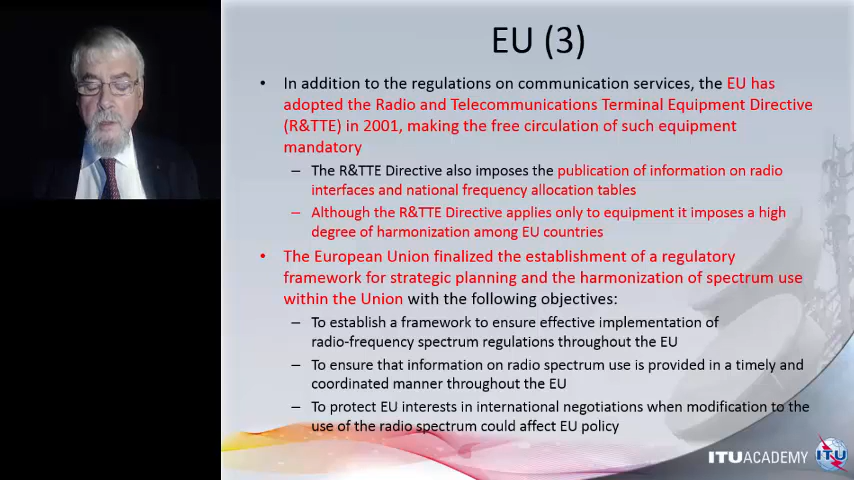 EU (3)
• In addition to the regulations on communication services, the EU has
adopted the Radio and Telecommunications Terminal Equipment Directive
(R&TTE) in 2001, making the free circulation of such equipment
mandatory
– The R&TTE Directive also imposes the publication of information on radio
interfaces and national frequency allocation tables
– Although the R&TTE Directive applies only to equipment it imposes a high
degree of harmonization among EU countries
• The European Union finalized the establishment of a regulatory
framework for strategic planning and the harmonization of spectrum use
within the Union with the following objectives:
– To establish a framework to ensure effective implementation of
radio-frequency spectrum regulations throughout the EU
– To ensure that information on radio spectrum use is provided in a timely and
coordinated manner throughout the EU
– To protect EU interests in international negotiations when modification to the
use of the radio spectrum could affect EU policy
ITUACADEMY
ITU